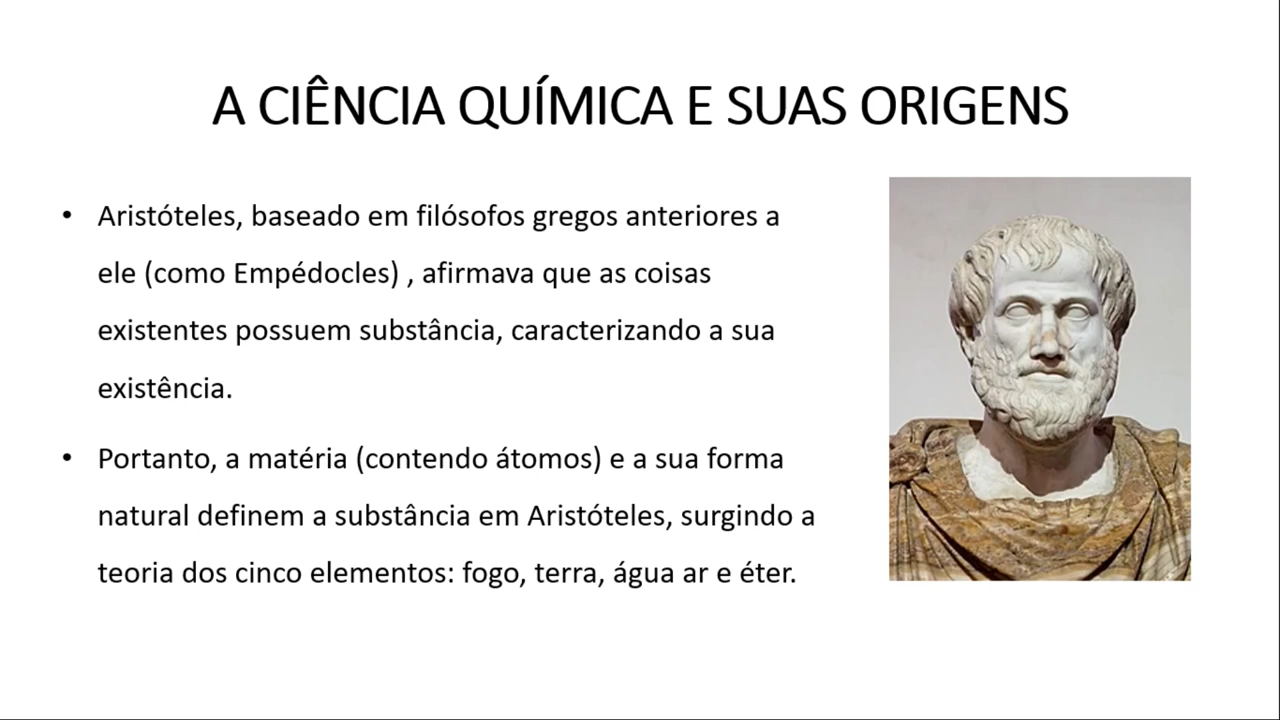 A CIÊNCIA QUÍMICA E SUAS ORIGENS
• Aristóteles, baseado em filósofos gregos anteriores a
ele (como Empédocles) , afirmava que as coisas
existentes possuem substância, caracterizando a sua
existência.
• Portanto, a matéria (contendo átomos) e a sua forma
natural definem a substância em Aristóteles, surgindo a
teoria dos cinco elementos: fogo, terra, água ar e éter.